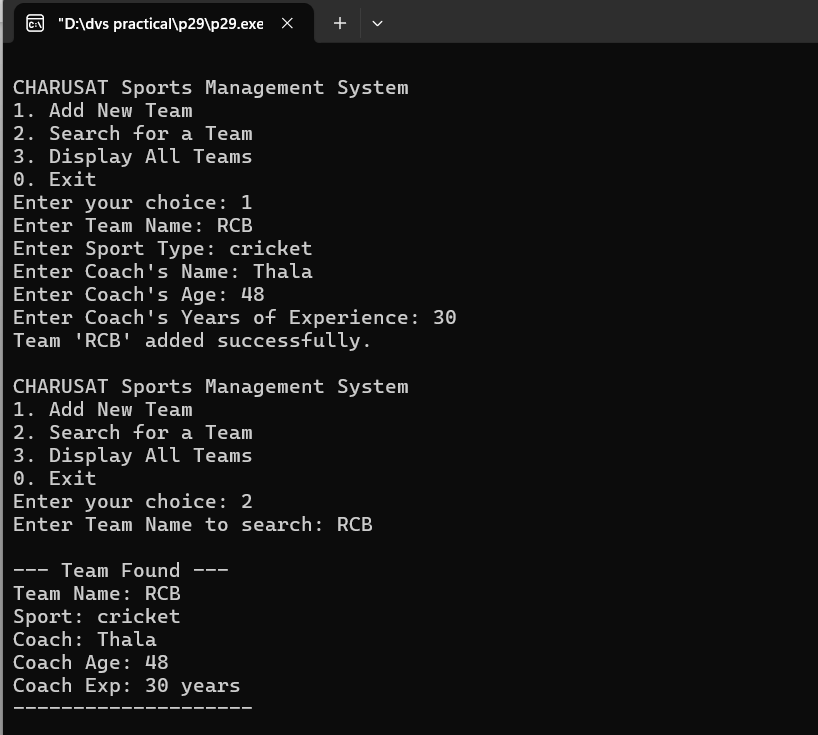 "D:\dvs practical\p29\p29.exe
CHARUSAT Sports Management System
1. Add New Team
2. Search for a Team
3. Display All Teams
0. Exit
Enter your choice: 1
Enter Team Name: RCB
Enter Sport Type: cricket
Enter Coach's Name: Thala
Enter Coach's Age: 48
Enter Coach's Years of Experience: 30
Team 'RCB' added successfully.
CHARUSAT Sports Management System
1. Add New Team
2. Search for a Team
3. Display All Teams
0. Exit
Enter your choice: 2
Enter Team Name to search: RCB
--- Team Found ---
Team Name: RCB
Sport: cricket
Coach: Thala
Coach Age: 48
Coach Exp: 30 years
--------------------